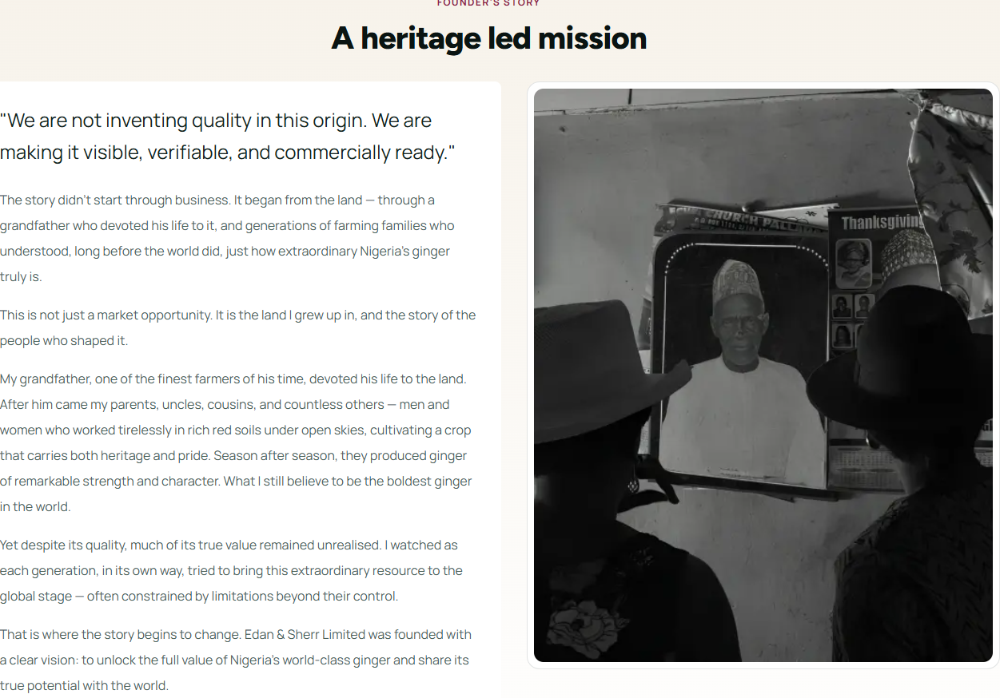 FOUNDER'S STORY
A heritage led mission
"We are not inventing quality in this origin. We are
making it visible, verifiable, and commercially ready."
The story didn't start through business. It began from the land — through a
grandfather who devoted his life to it, and generations of farming families who
understood, long before the world did, just how extraordinary Nigeria's ginger
truly is.
This is not just a market opportunity. It is the land I grew up in, and the story of the
people who shaped it.
My grandfather, one of the finest farmers of his time, devoted his life to the land.
After him came my parents, uncles, cousins, and countless others — men and
women who worked tirelessly in rich red soils under open skies, cultivating a crop
that carries both heritage and pride. Season after season, they produced ginger
of remarkable strength and character. What I still believe to be the boldest ginger
in the world.
Yet despite its quality, much of its true value remained unrealised. I watched as
each generation, in its own way, tried to bring this extraordinary resource to the
global stage — often constrained by limitations beyond their control.
That is where the story begins to change. Edan & Sherr Limited was founded with
a clear vision: to unlock the full value of Nigeria's world-class ginger and share its
true potential with the world.
CHURCH
Thanksgiving